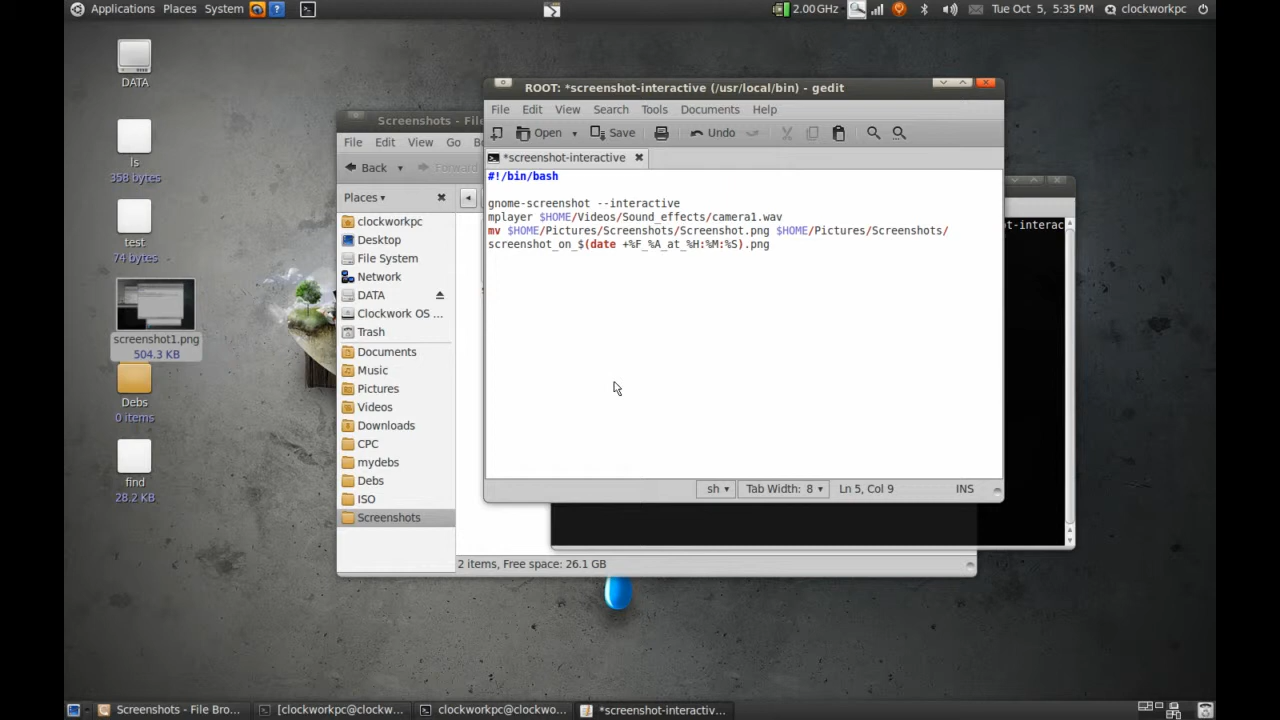 Applications Places System
2.00 GHz
Tue Oct 5, 5:35 PM
clockworkpc
DATA
ls
358 bytes
test
74 bytes
screenshot1.png
504.3 KB
Debs
0 items
find
28.2 KB
Screenshots - File
File Edit View Go
Back
Forward
Places
clockworkpc
Desktop
File System
Network
DATA
Clockwork OS ...
Trash
Documents
Music
Pictures
Videos
Downloads
CPC
mydebs
Debs
ISO
Screenshots
2 items, Free space: 26.1 GB
ROOT: *screenshot-interactive (/usr/local/bin) - gedit
File Edit View Search Tools Documents Help
Open Save Undo
*screenshot-interactive
#!/bin/bash
gnome-screenshot --interactive
mplayer $HOME/Videos/Sound_effects/camera1.wav
mv $HOME/Pictures/Screenshots/Screenshot.png $HOME/Pictures/Screenshots/
screenshot_on_$(date +%F_%A_at_%H:%M:%S).png
sh Tab Width: 8 Ln 5, Col 9 INS
ot-interac
Screenshots - File Bro...
[clockworkpc@clockw...
clockworkpc@clockwo...
*screenshot-interactiv...